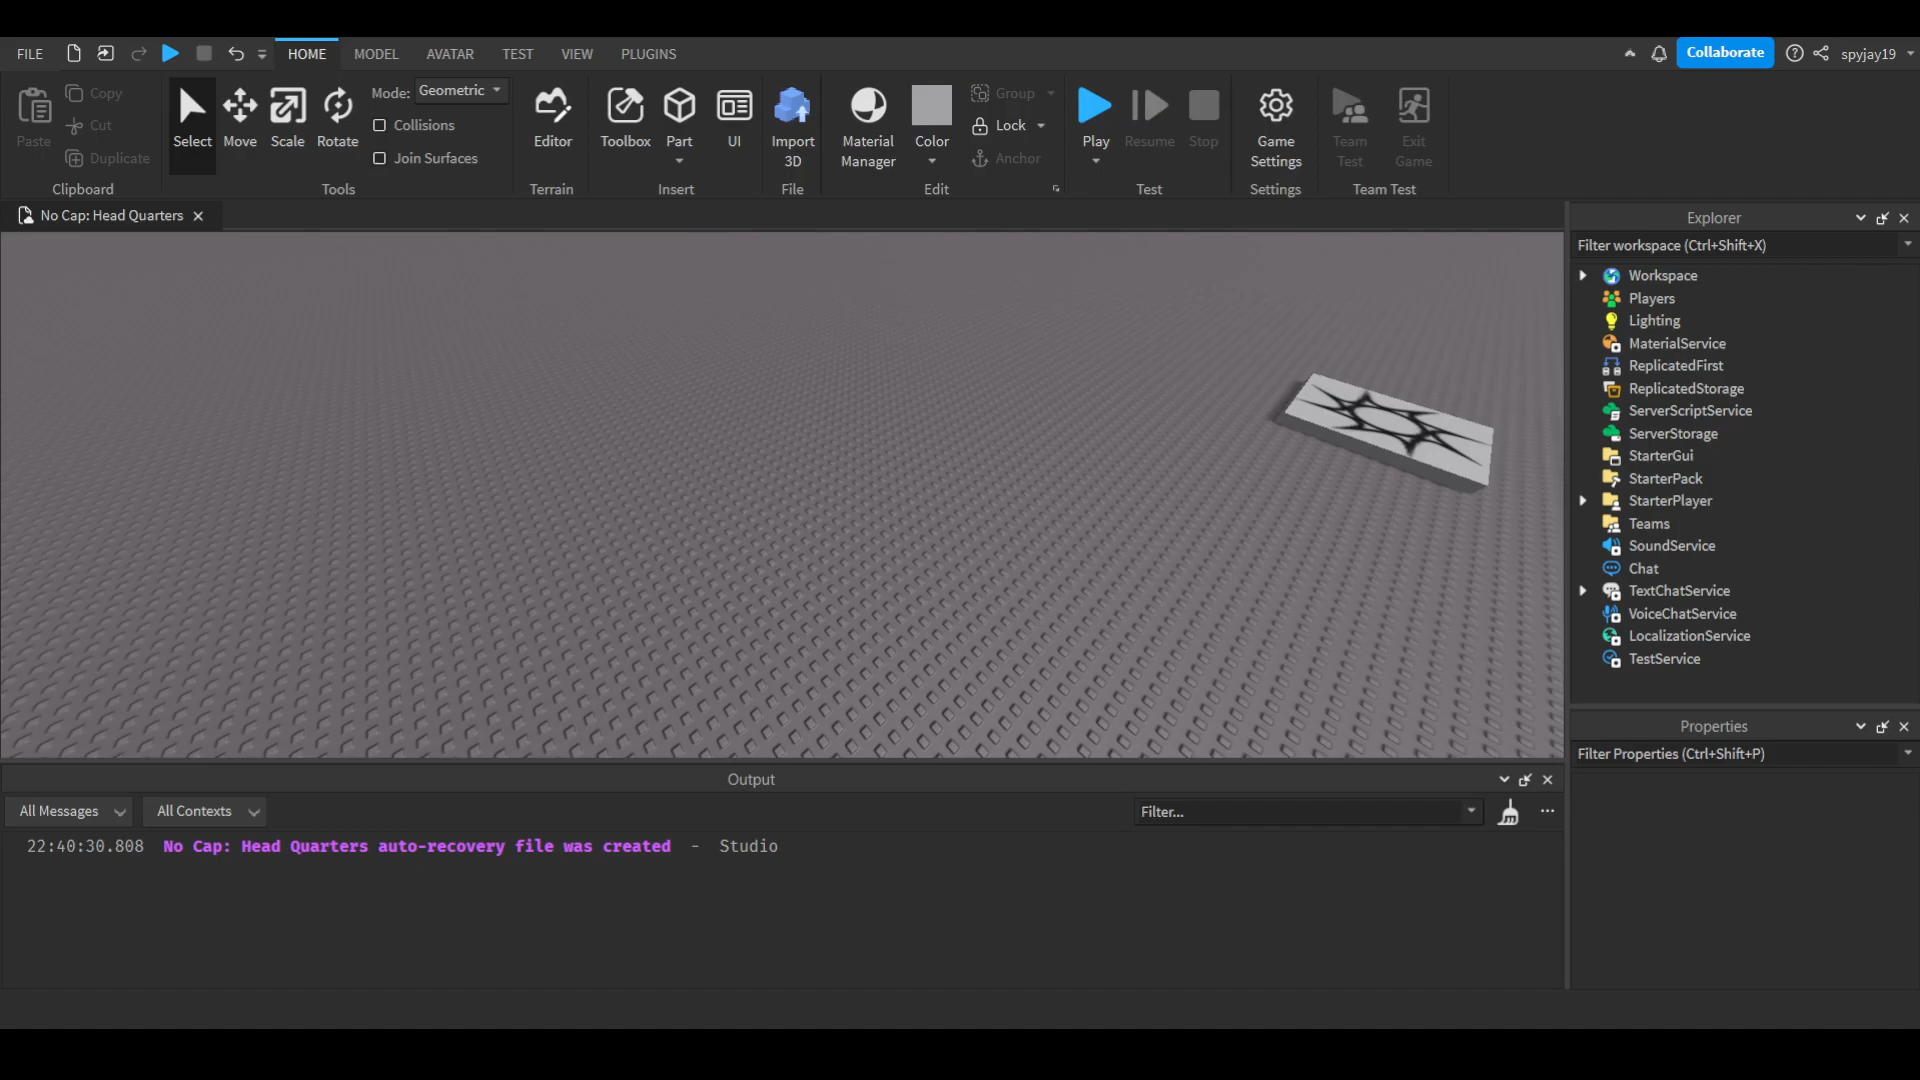 FILE
HOME
MODEL
AVATAR
TEST
VIEW
PLUGINS
Collaborate
spyjay19
Paste
Copy
Cut
Duplicate
Clipboard
Select
Move
Scale
Rotate
Mode: Geometric
Collisions
Join Surfaces
Tools
Editor
Terrain
Toolbox
Part
UI
Insert
Import
3D
File
Material
Manager
Color
Group
Lock
Anchor
Edit
Play
Resume
Stop
Test
Game
Settings
Settings
Team
Test
Exit
Game
Team Test
No Cap: Head Quarters
Explorer
Filter workspace (Ctrl+Shift+X)
Workspace
Players
Lighting
MaterialService
ReplicatedFirst
ReplicatedStorage
ServerScriptService
ServerStorage
StarterGui
StarterPack
StarterPlayer
Teams
SoundService
Chat
TextChatService
VoiceChatService
LocalizationService
TestService
Properties
Filter Properties (Ctrl+Shift+P)
Output
All Messages
All Contexts
Filter...
22:40:30.808 No Cap: Head Quarters auto-recovery file was created - Studio